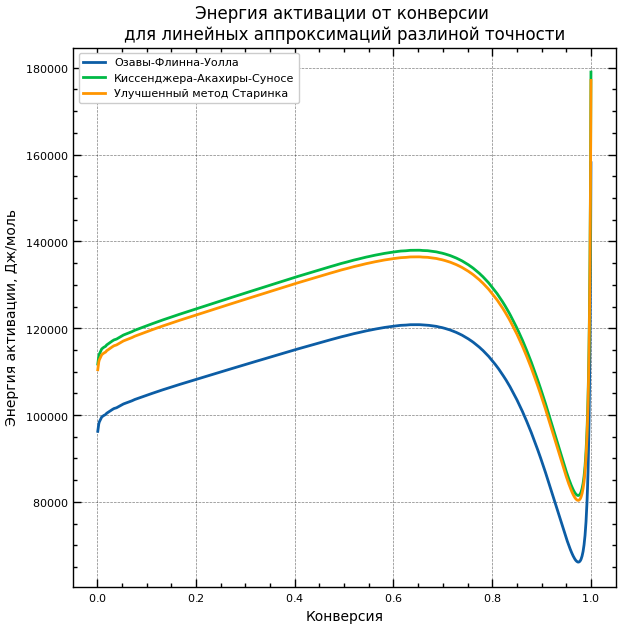 Энергия активации от конверсии
для линейных аппроксимаций разлиной точности
Озавы-Флинна-Уолла
Киссенджера-Акахиры-Суносе
Улучшенный метод Старинка
Энергия активации, Дж/моль
180000
160000
140000
120000
100000
80000
0.0 0.2 0.4 0.6 0.8 1.0
Конверсия